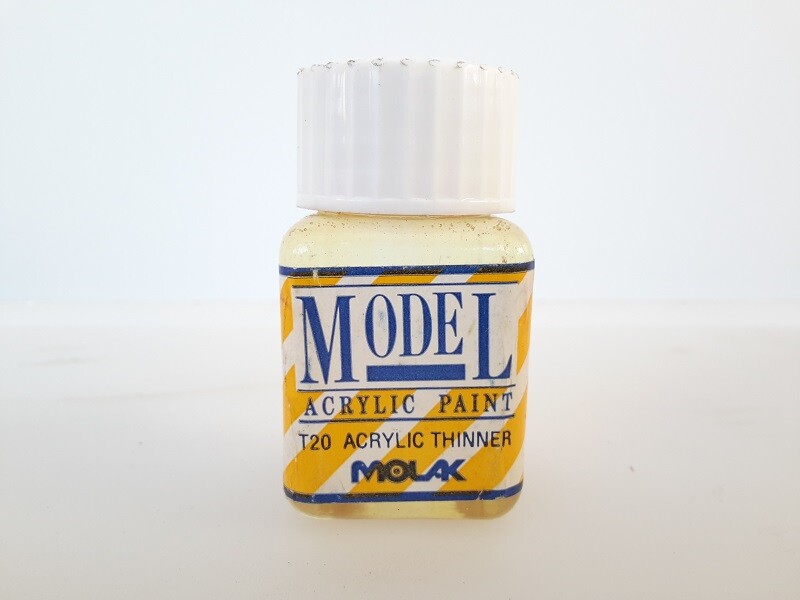 MODEL
ACRYLIC PAINT
T20 ACRYLIC THINNER
MOLAK